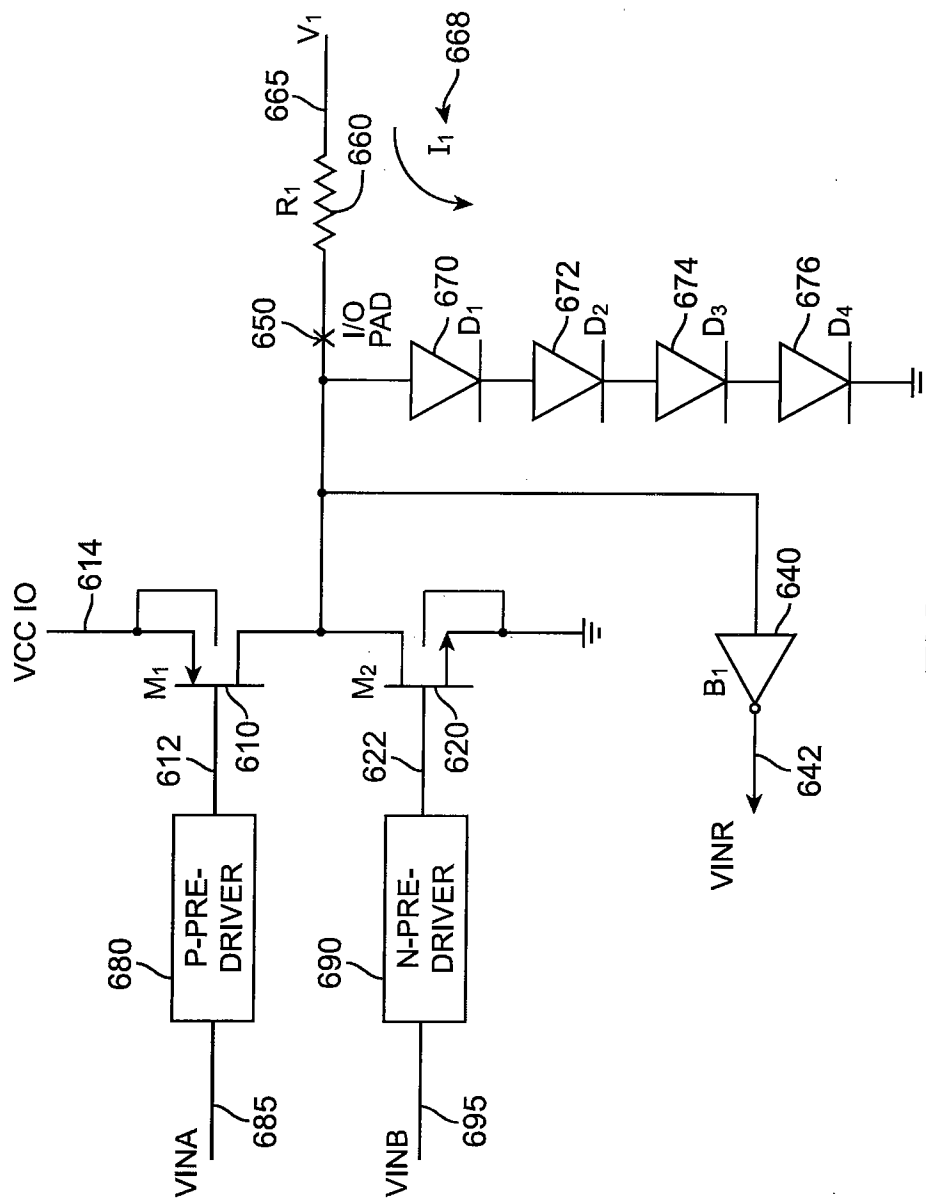 VCC IO
614
V₁
665
R₁
660
I₁
668
650
I/O
PAD
670
D₁
672
D₂
674
D₃
676
D₄
M₁
612
610
680
P-PRE-
DRIVER
VINA
685
M₂
622
620
690
N-PRE-
DRIVER
VINB
695
B₁
640
642
VINR